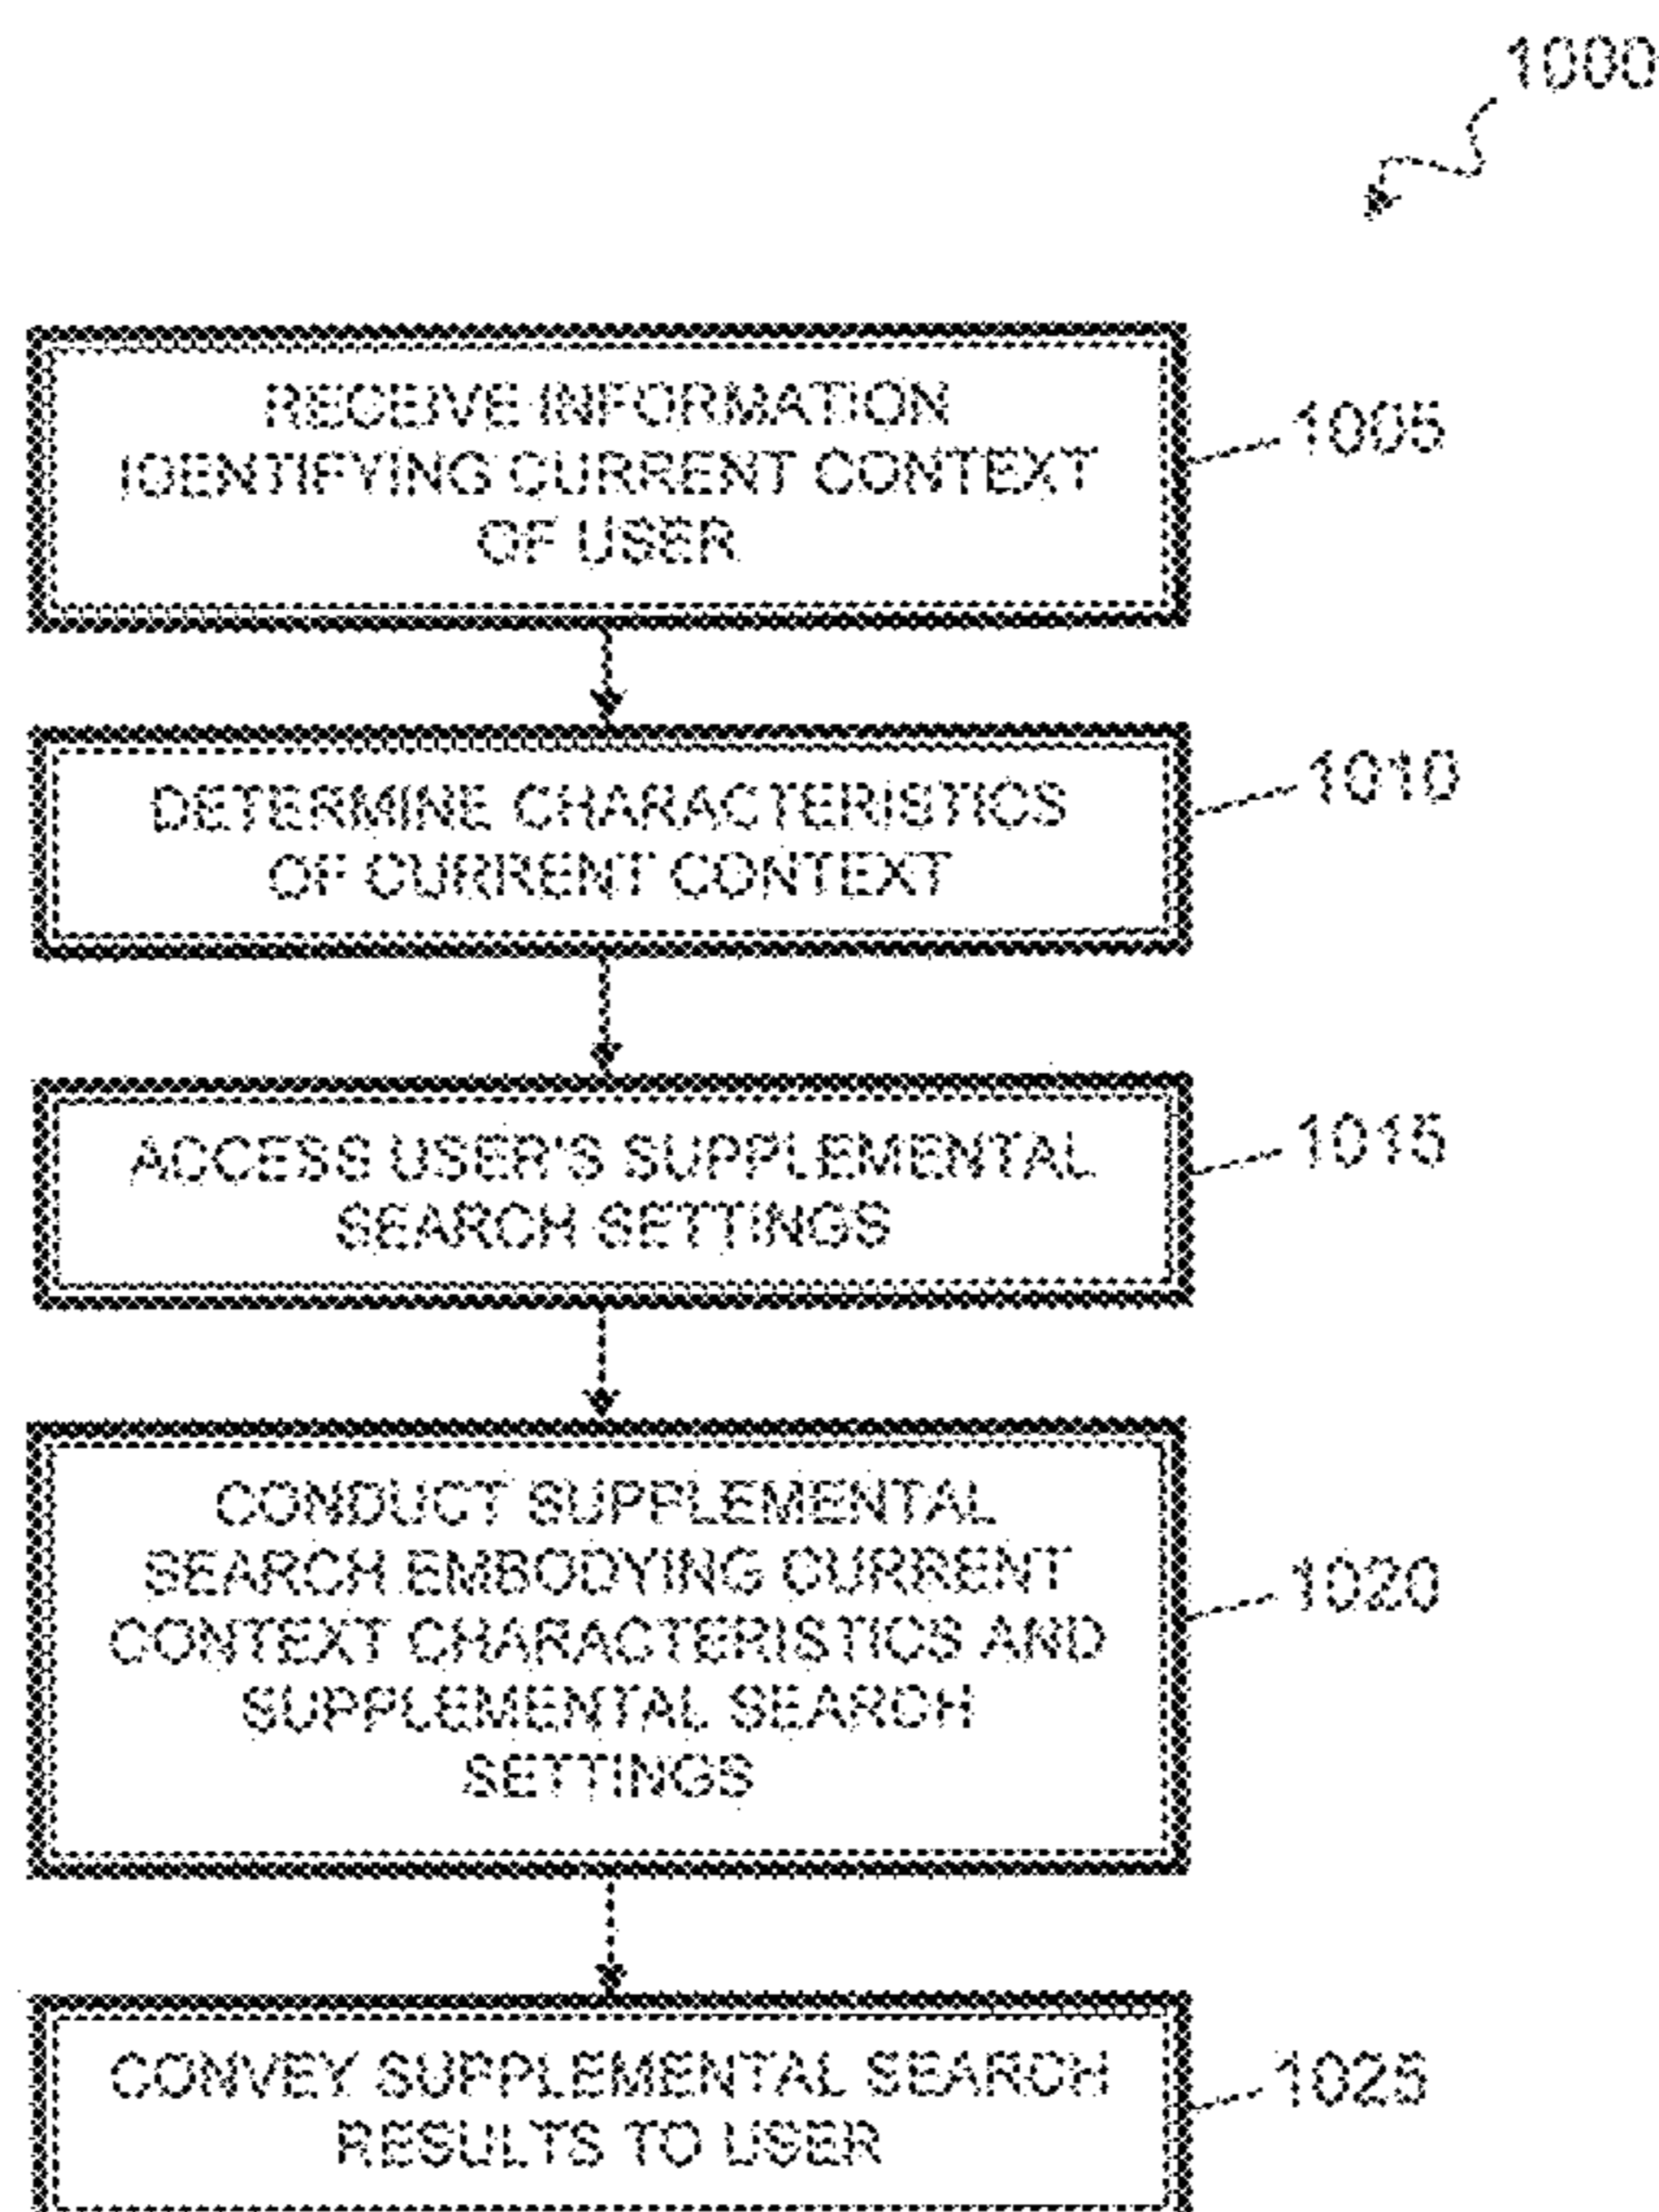 1000
RECEIVE INFORMATION
IDENTIFYING CURRENT CONTEXT
OF USER
1005
DETERMINE CHARACTERISTICS
OF CURRENT CONTEXT
1010
ACCESS USER'S SUPPLEMENTAL
SEARCH SETTINGS
1015
CONDUCT SUPPLEMENTAL
SEARCH EMBODYING CURRENT
CONTEXT CHARACTERISTICS AND
SUPPLEMENTAL SEARCH
SETTINGS
1020
CONVEY SUPPLEMENTAL SEARCH
RESULTS TO USER
1025